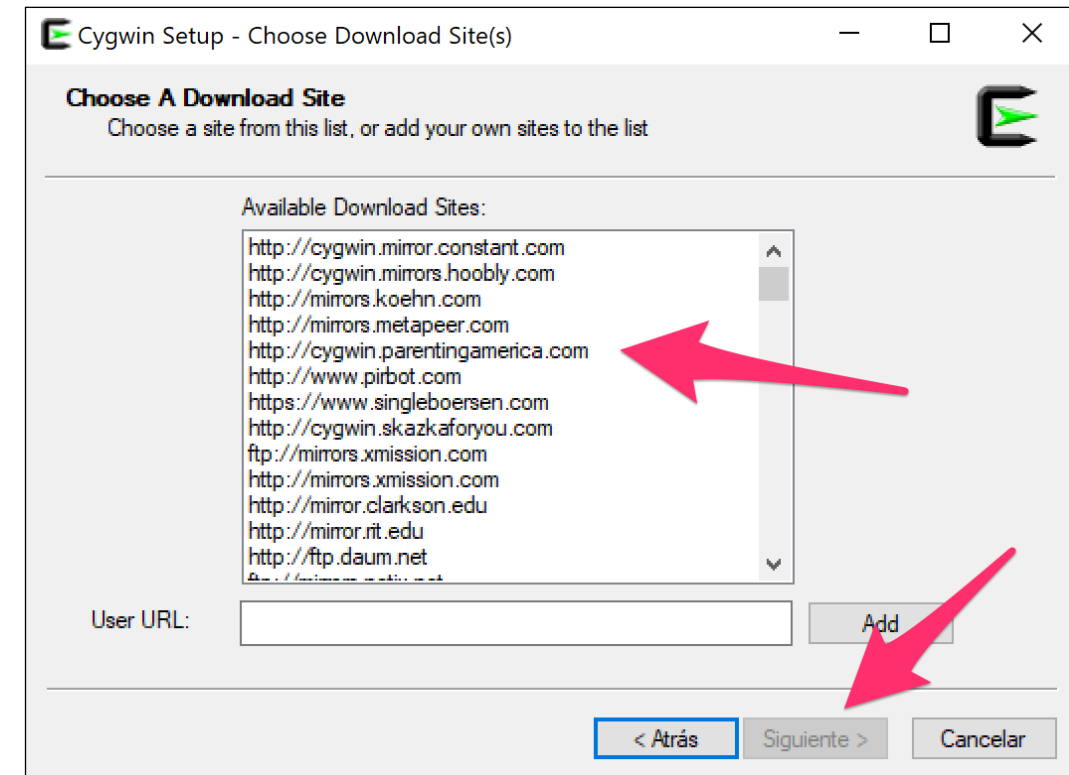 Cygwin Setup - Choose Download Site(s)
Choose A Download Site
Choose a site from this list, or add your own sites to the list
Available Download Sites:
http://cygwin.mirror.constant.com
http://cygwin.mirrors.hoobly.com
http://mirrors.koehn.com
http://mirrors.metapeer.com
http://cygwin.parentingamerica.com
http://www.pirbot.com
https://www.singleboersen.com
http://cygwin.skazkaforyou.com
ftp://mirrors.xmission.com
http://mirrors.xmission.com
http://mirror.clarkson.edu
http://mirror.rit.edu
http://ftp.daum.net
User URL:
Add
< Atrás
Siguiente >
Cancelar